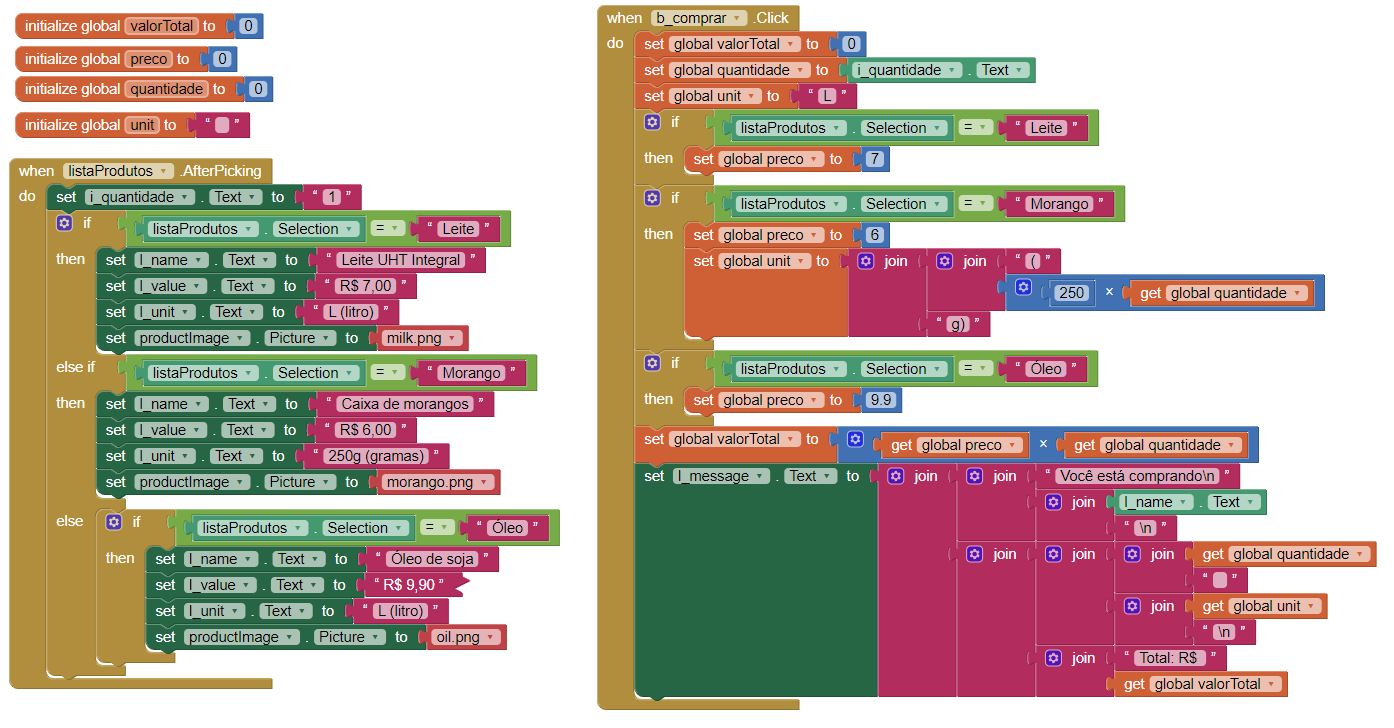 initialize global valorTotal to 0
initialize global preco to 0
initialize global quantidade to 0
initialize global unit to “ ”
when listaProdutos .AfterPicking
do set i_quantidade . Text to “ 1 ”
if listaProdutos . Selection = “ Leite ”
then set l_name . Text to “ Leite UHT Integral ”
set l_value . Text to “ R$ 7,00 ”
set l_unit . Text to “ L (litro) ”
set productImage . Picture to milk.png
else if listaProdutos . Selection = “ Morango ”
then set l_name . Text to “ Caixa de morangos ”
set l_value . Text to “ R$ 6,00 ”
set l_unit . Text to “ 250g (gramas) ”
set productImage . Picture to morango.png
else if listaProdutos . Selection = “ Óleo ”
then set l_name . Text to “ Óleo de soja ”
set l_value . Text to “ R$ 9,90 ”
set l_unit . Text to “ L (litro) ”
set productImage . Picture to oil.png
when b_comprar .Click
do set global valorTotal to 0
set global quantidade to i_quantidade . Text
set global unit to “ L ”
if listaProdutos . Selection = “ Leite ”
then set global preco to 7
if listaProdutos . Selection = “ Morango ”
then set global preco to 6
set global unit to join join “ ( ”
250 × get global quantidade
“ g) ”
if listaProdutos . Selection = “ Óleo ”
then set global preco to 9.9
set global valorTotal to get global preco × get global quantidade
set l_message . Text to join join “ Você está comprando\n ”
join l_name . Text
“ \n ”
join join join get global quantidade
“ ”
join get global unit
“ \n ”
join “ Total: R$ ”
get global valorTotal